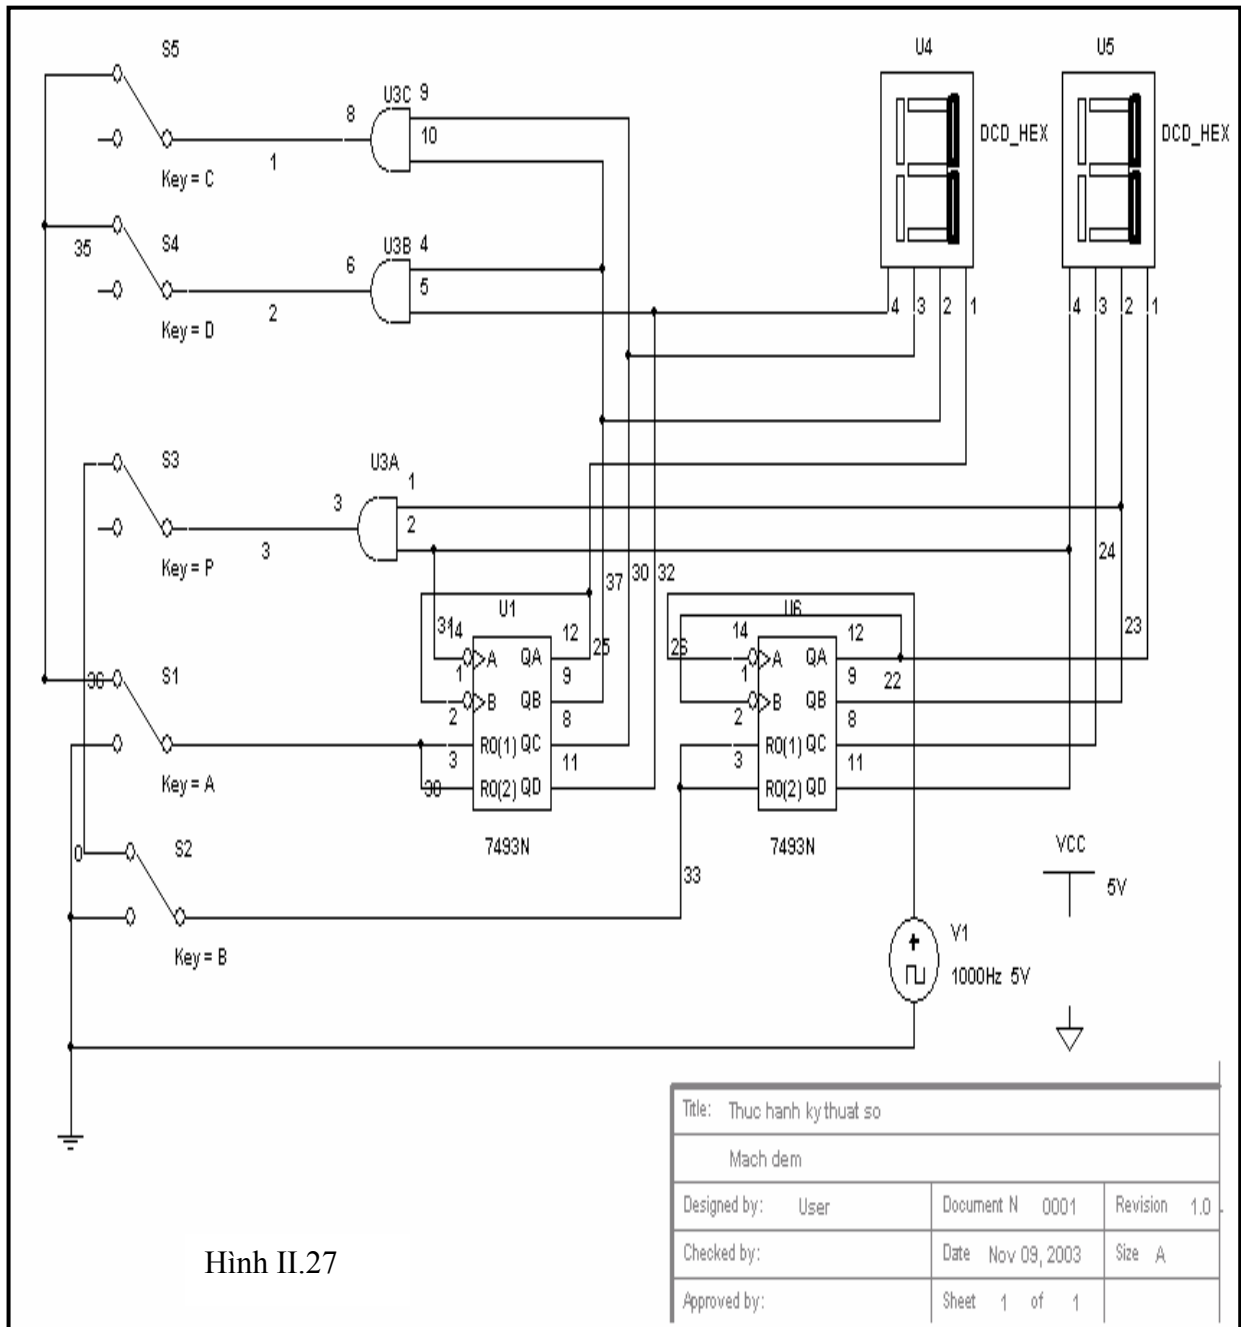 S5
U4
U5
U3C
9
8
10
DCD_HEX
DCD_HEX
1
Key = C
35
S4
U3B
4
6
5
2
4
3
2
1
4
3
2
1
Key = D
S3
U3A
1
3
2
3
Key = P
24
37
30
32
U1
U6
31
14
12
25
26
14
12
23
1
A
QA
9
1
A
QA
9
22
36
S1
2
B
QB
8
2
B
QB
8
3
R0(1)
QC
11
3
R0(1)
QC
11
Key = A
38
R0(2)
QD
R0(2)
QD
0
S2
7493N
7493N
VCC
33
5V
V1
Key = B
1000Hz 5V
Title: Thuc hanh ky thuat so
Mach dem
Designed by: User
Document N 0001
Revision 1.0
Checked by:
Date Nov 09, 2003
Size A
Approved by:
Sheet 1 of 1
Hình II.27